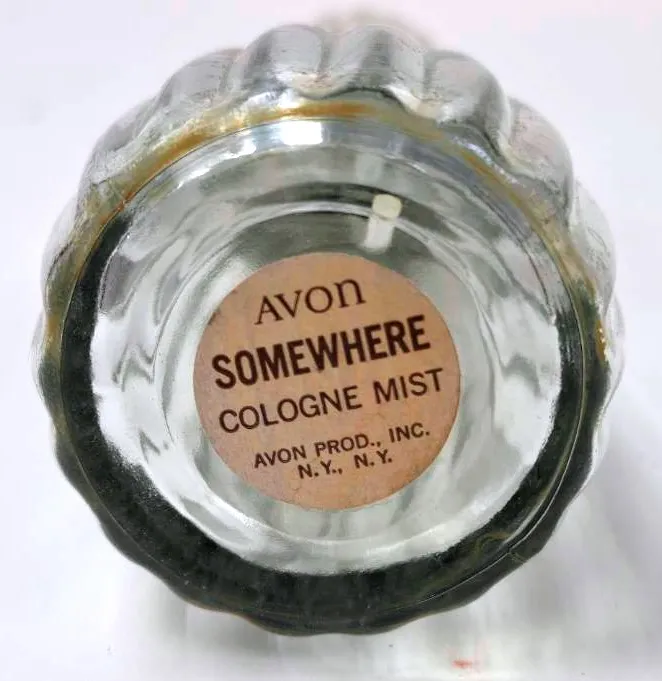 AVON
SOMEWHERE
COLOGNE MIST
AVON PROD., INC.
N.Y., N.Y.